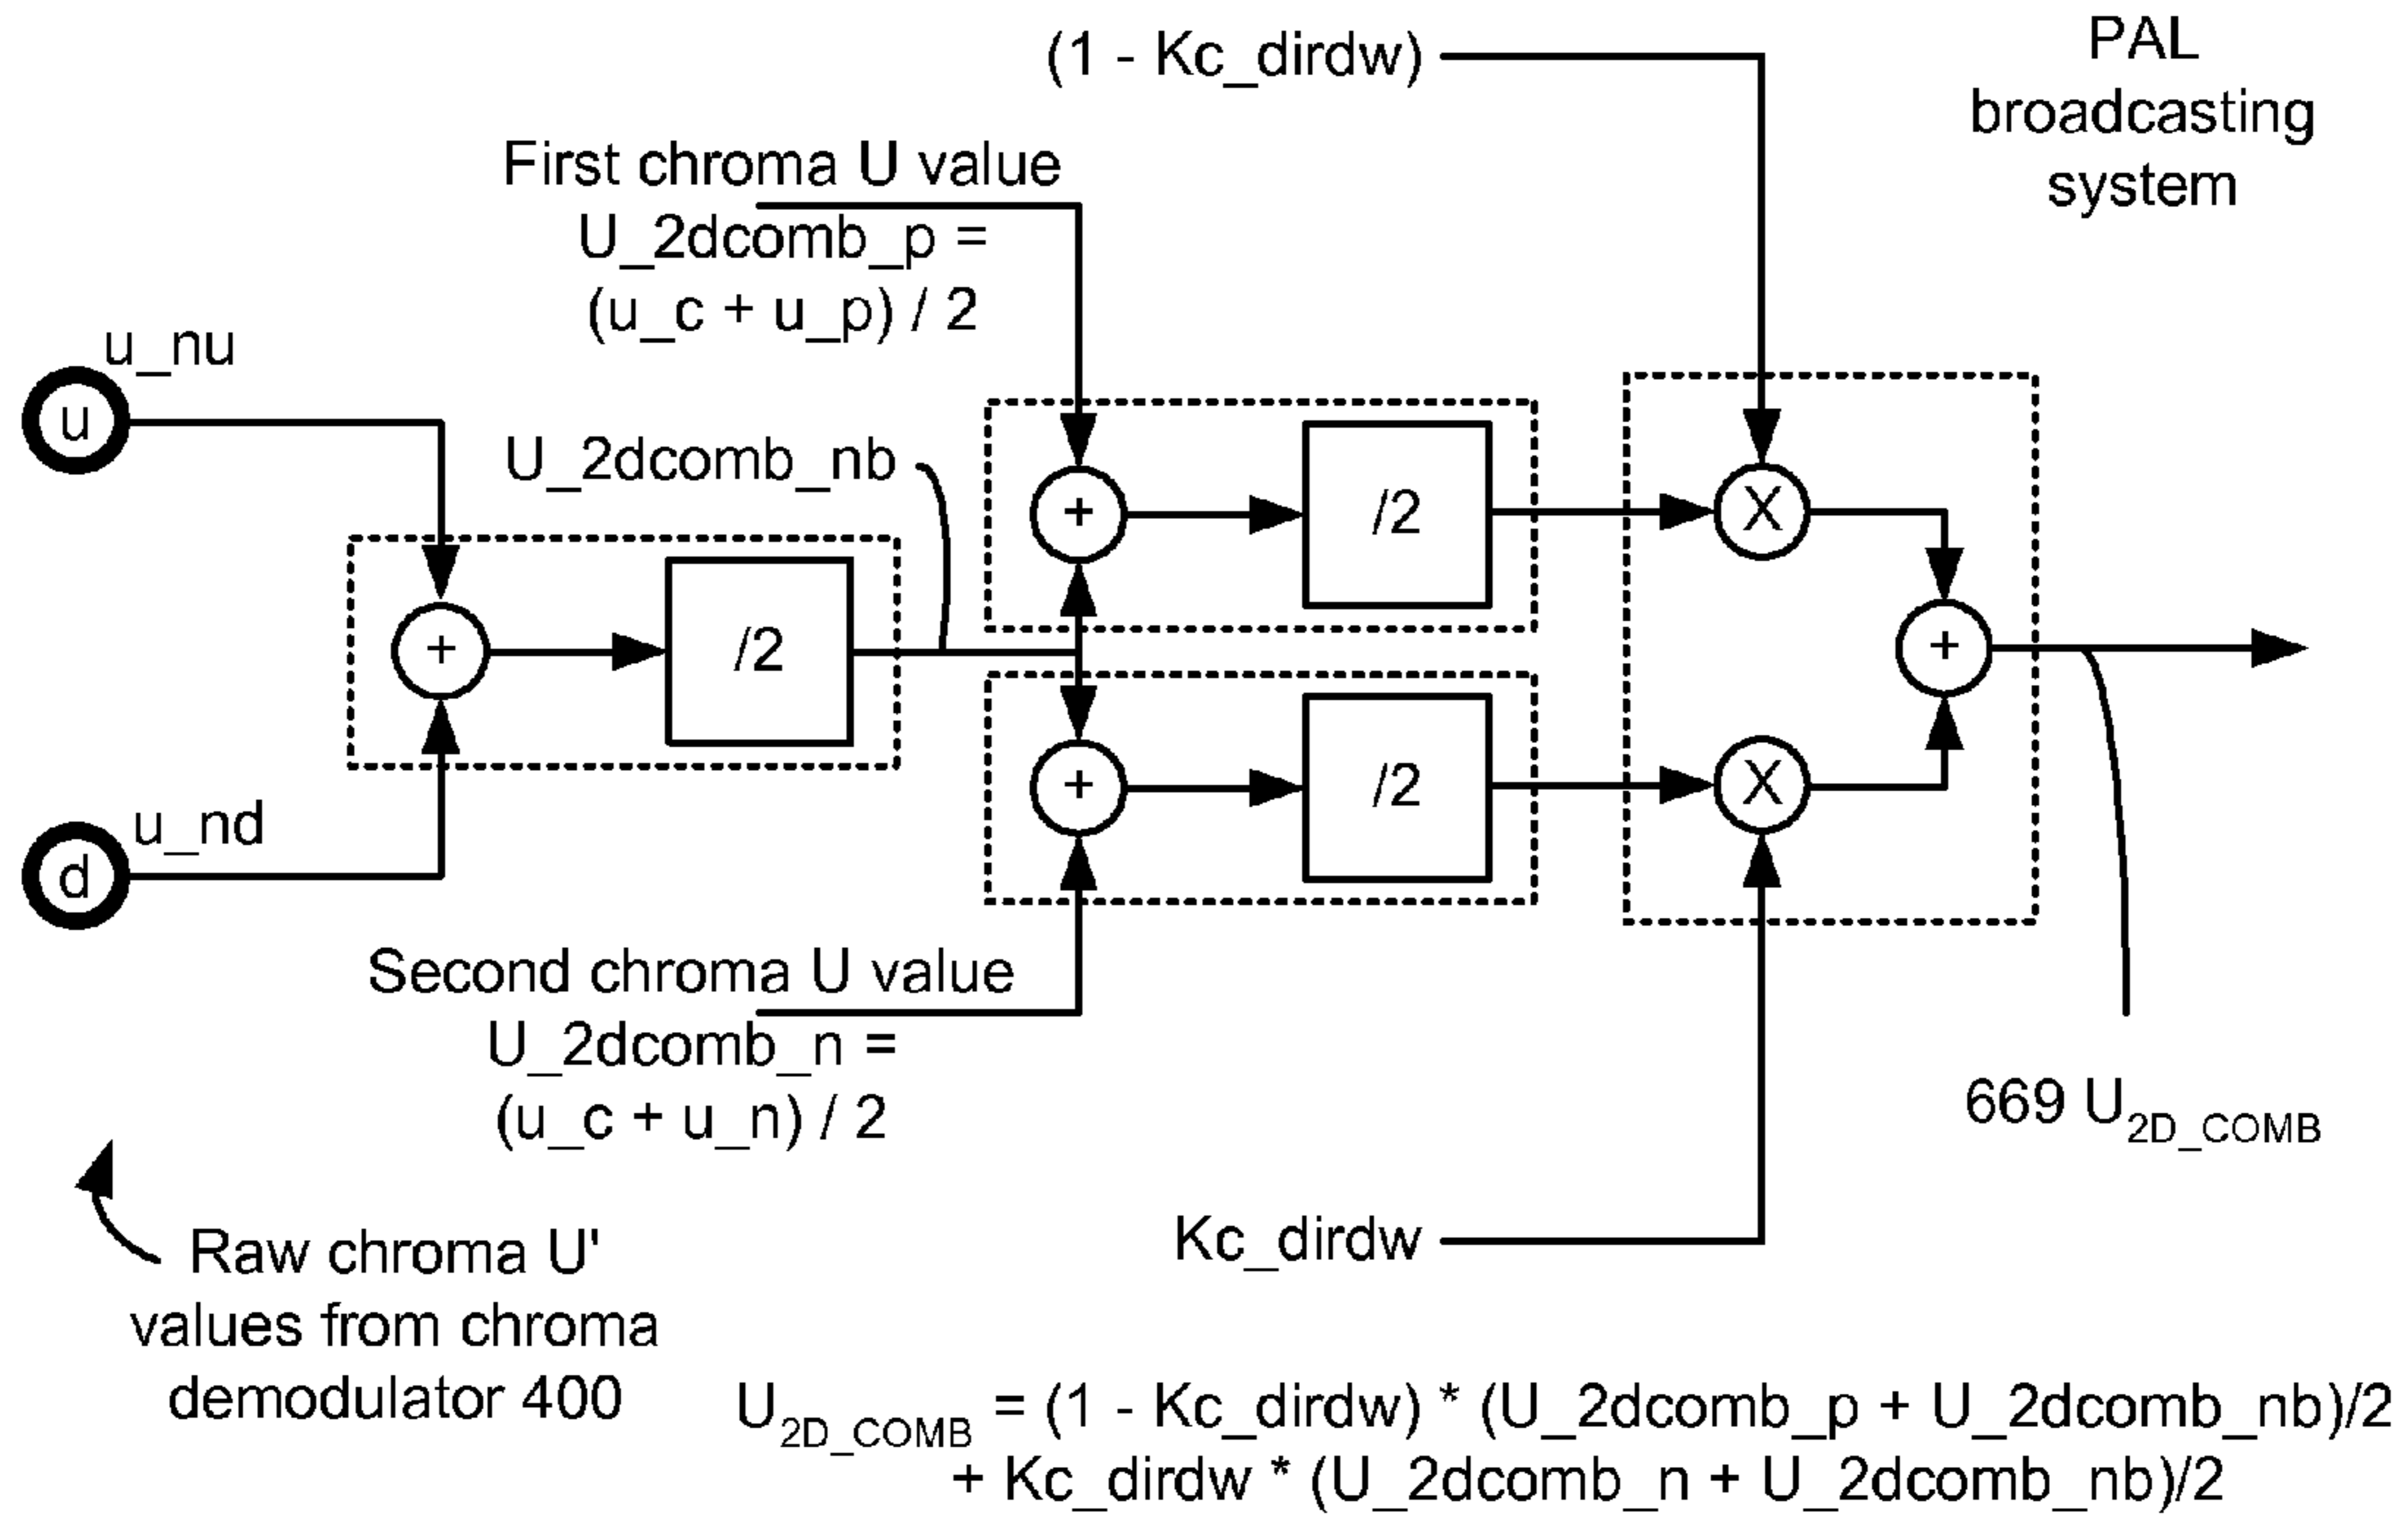 (1 - Kc_dirdw)
PAL
broadcasting
system
First chroma U value
U_2dcomb_p =
(u_c + u_p) / 2
u_nu
u
U_2dcomb_nb
+
/2
X
+
/2
+
+
/2
X
u_nd
d
Second chroma U value
U_2dcomb_n =
(u_c + u_n) / 2
669 U2D_COMB
Kc_dirdw
Raw chroma U'
values from chroma
demodulator 400
U2D_COMB = (1 - Kc_dirdw) * (U_2dcomb_p + U_2dcomb_nb)/2
+ Kc_dirdw * (U_2dcomb_n + U_2dcomb_nb)/2